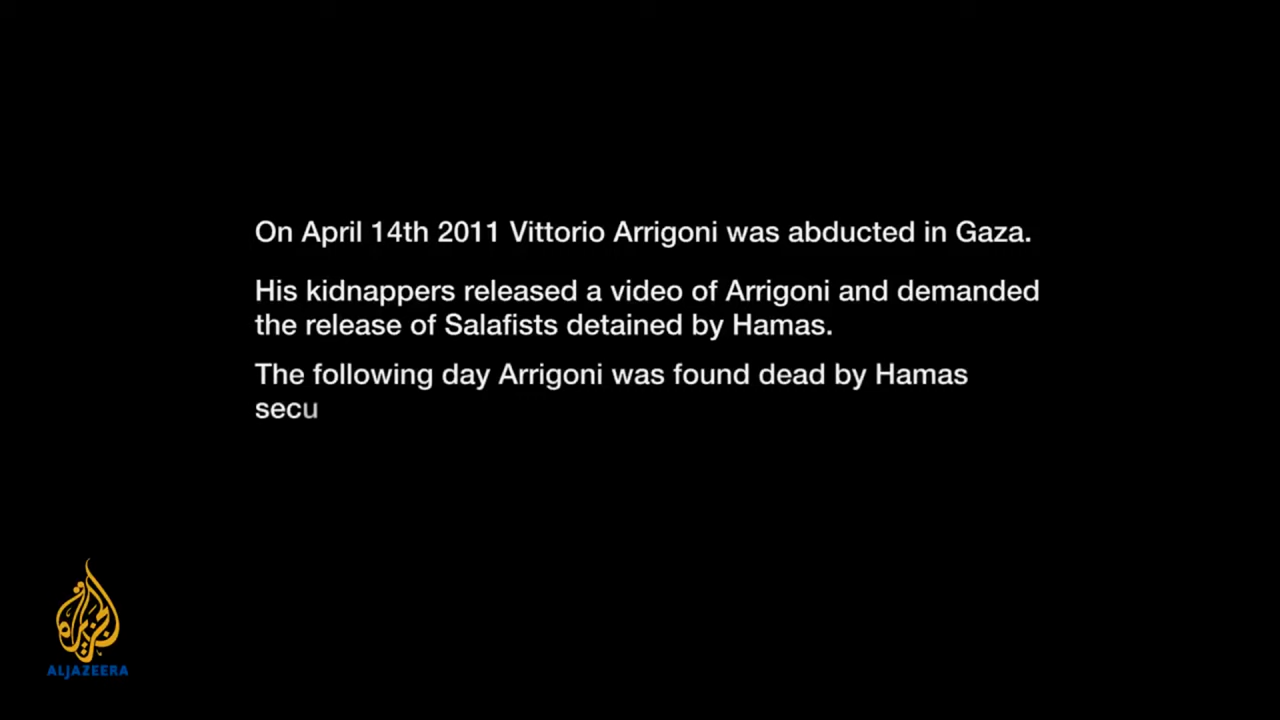 On April 14th 2011 Vittorio Arrigoni was abducted in Gaza.
His kidnappers released a video of Arrigoni and demanded
the release of Salafists detained by Hamas.
The following day Arrigoni was found dead by Hamas
secu
الجزيرة
ALJAZEERA